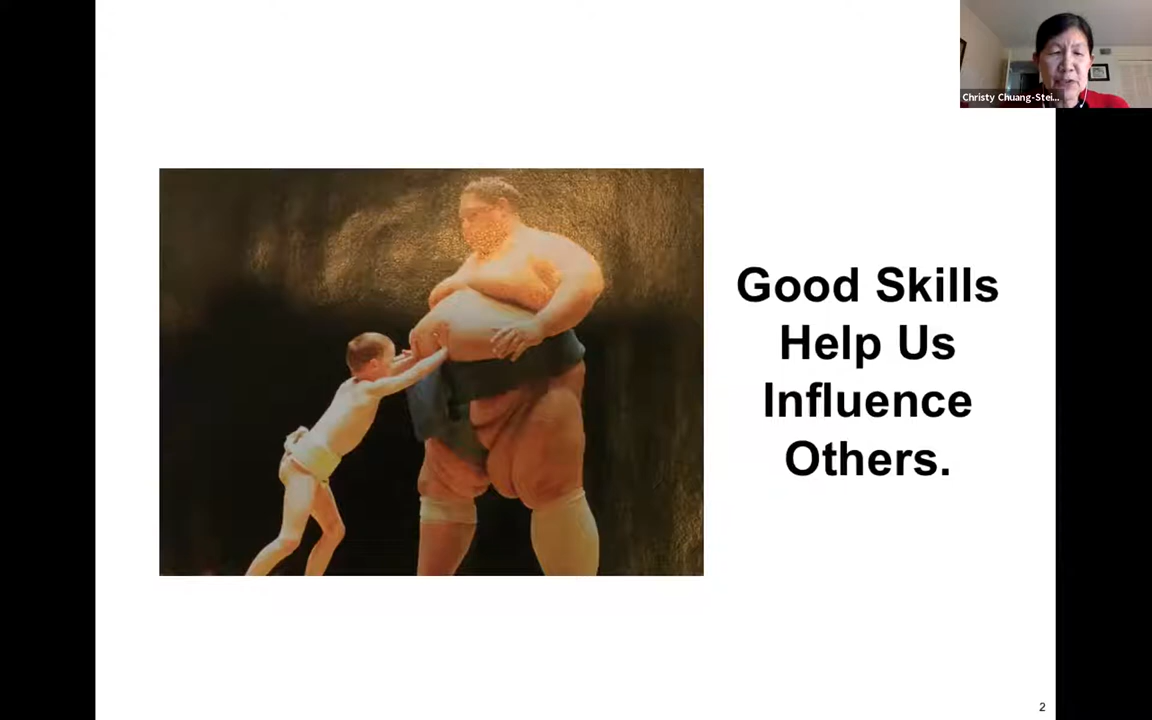 Christy Chuang-Stei...
Good Skills
Help Us
Influence
Others.
2